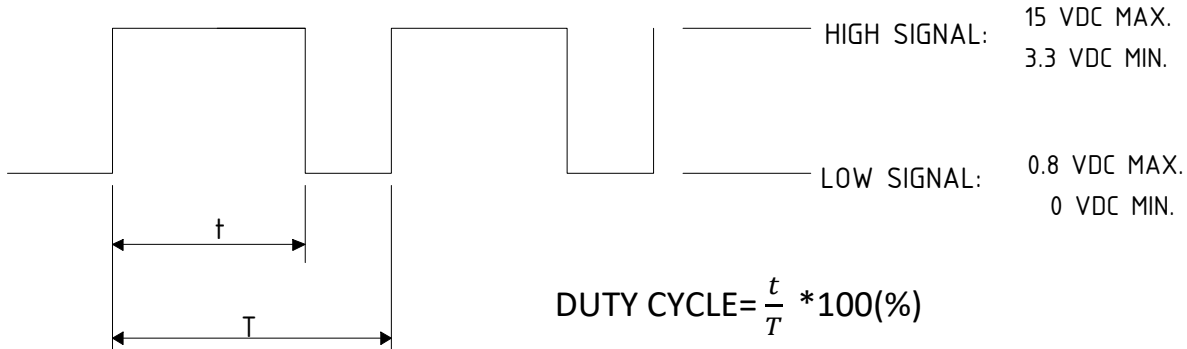 HIGH SIGNAL: 15 VDC MAX.
3.3 VDC MIN.
LOW SIGNAL: 0.8 VDC MAX.
0 VDC MIN.
t
T
DUTY CYCLE= t/T *100(%)